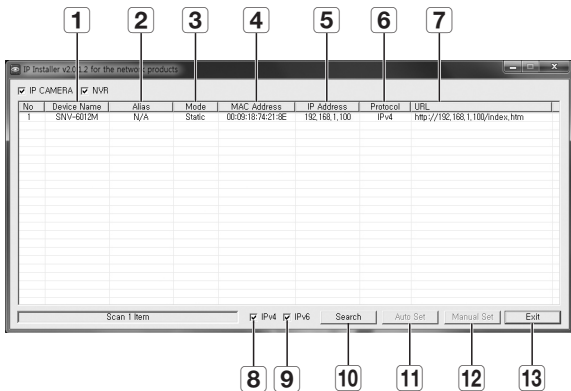 1 2 3 4 5 6 7
IP Installer v2.0.1.2 for the network products
IP CAMERA NVR
No Device Name Alias Mode MAC Address IP Address Protocol URL
1 SNV-6012M N/A Static 00:09:18:74:21:8E 192,168,1,100 IPv4 http://192,168,1,100/index,htm
Scan 1 Item IPv4 IPv6 Search Auto Set Manual Set Exit
8 9 10 11 12 13